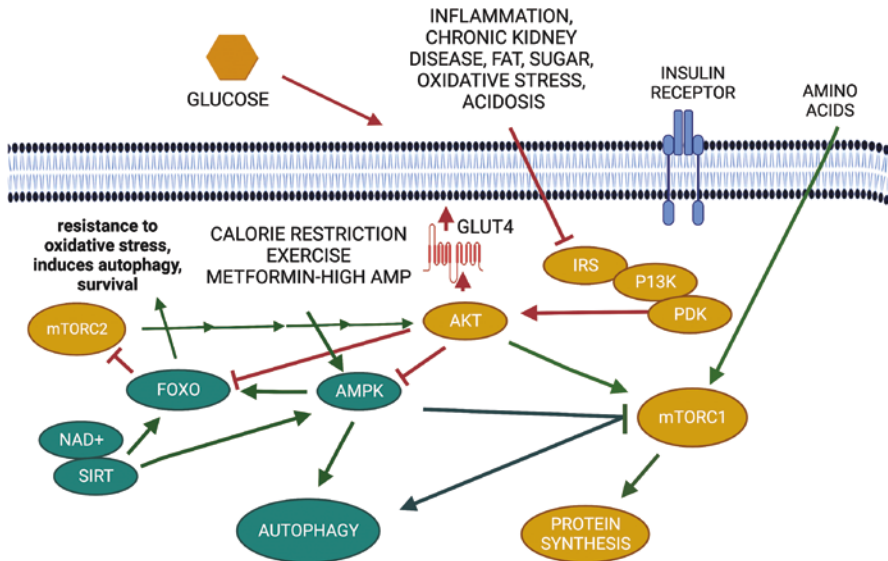 INFLAMMATION,
CHRONIC KIDNEY
DISEASE, FAT, SUGAR,
OXIDATIVE STRESS,
ACIDOSIS
GLUCOSE
INSULIN
RECEPTOR
AMINO
ACIDS
resistance to
oxidative stress,
induces autophagy,
survival
CALORIE RESTRICTION
EXERCISE
METFORMIN-HIGH AMP
GLUT4
IRS
P13K
PDK
mTORC2
AKT
FOXO
AMPK
mTORC1
NAD+
SIRT
AUTOPHAGY
PROTEIN
SYNTHESIS